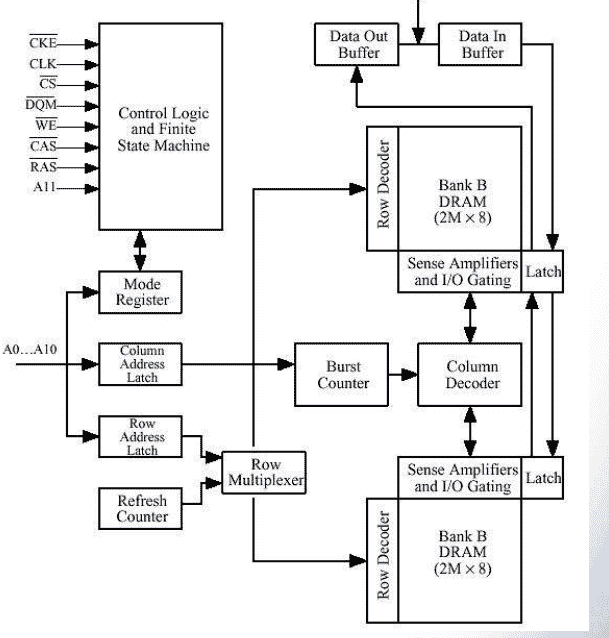 CKE
CLK
CS
DQM
WE
CAS
RAS
A11
Control Logic
and Finite
State Machine
Data Out
Buffer
Data In
Buffer
Row Decoder
Bank B
DRAM
(2M × 8)
Sense Amplifiers
and I/O Gating
Latch
Mode
Register
A0...A10
Column
Address
Latch
Burst
Counter
Column
Decoder
Row
Address
Latch
Row
Multiplexer
Refresh
Counter
Sense Amplifiers
and I/O Gating
Latch
Row Decoder
Bank B
DRAM
(2M × 8)